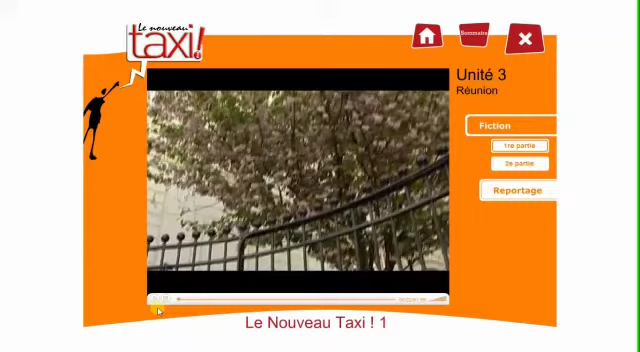 Le nouveau
taxi!
Sommaire
Unité 3
Réunion
Fiction
1re partie
2e partie
Reportage
Le Nouveau Taxi ! 1